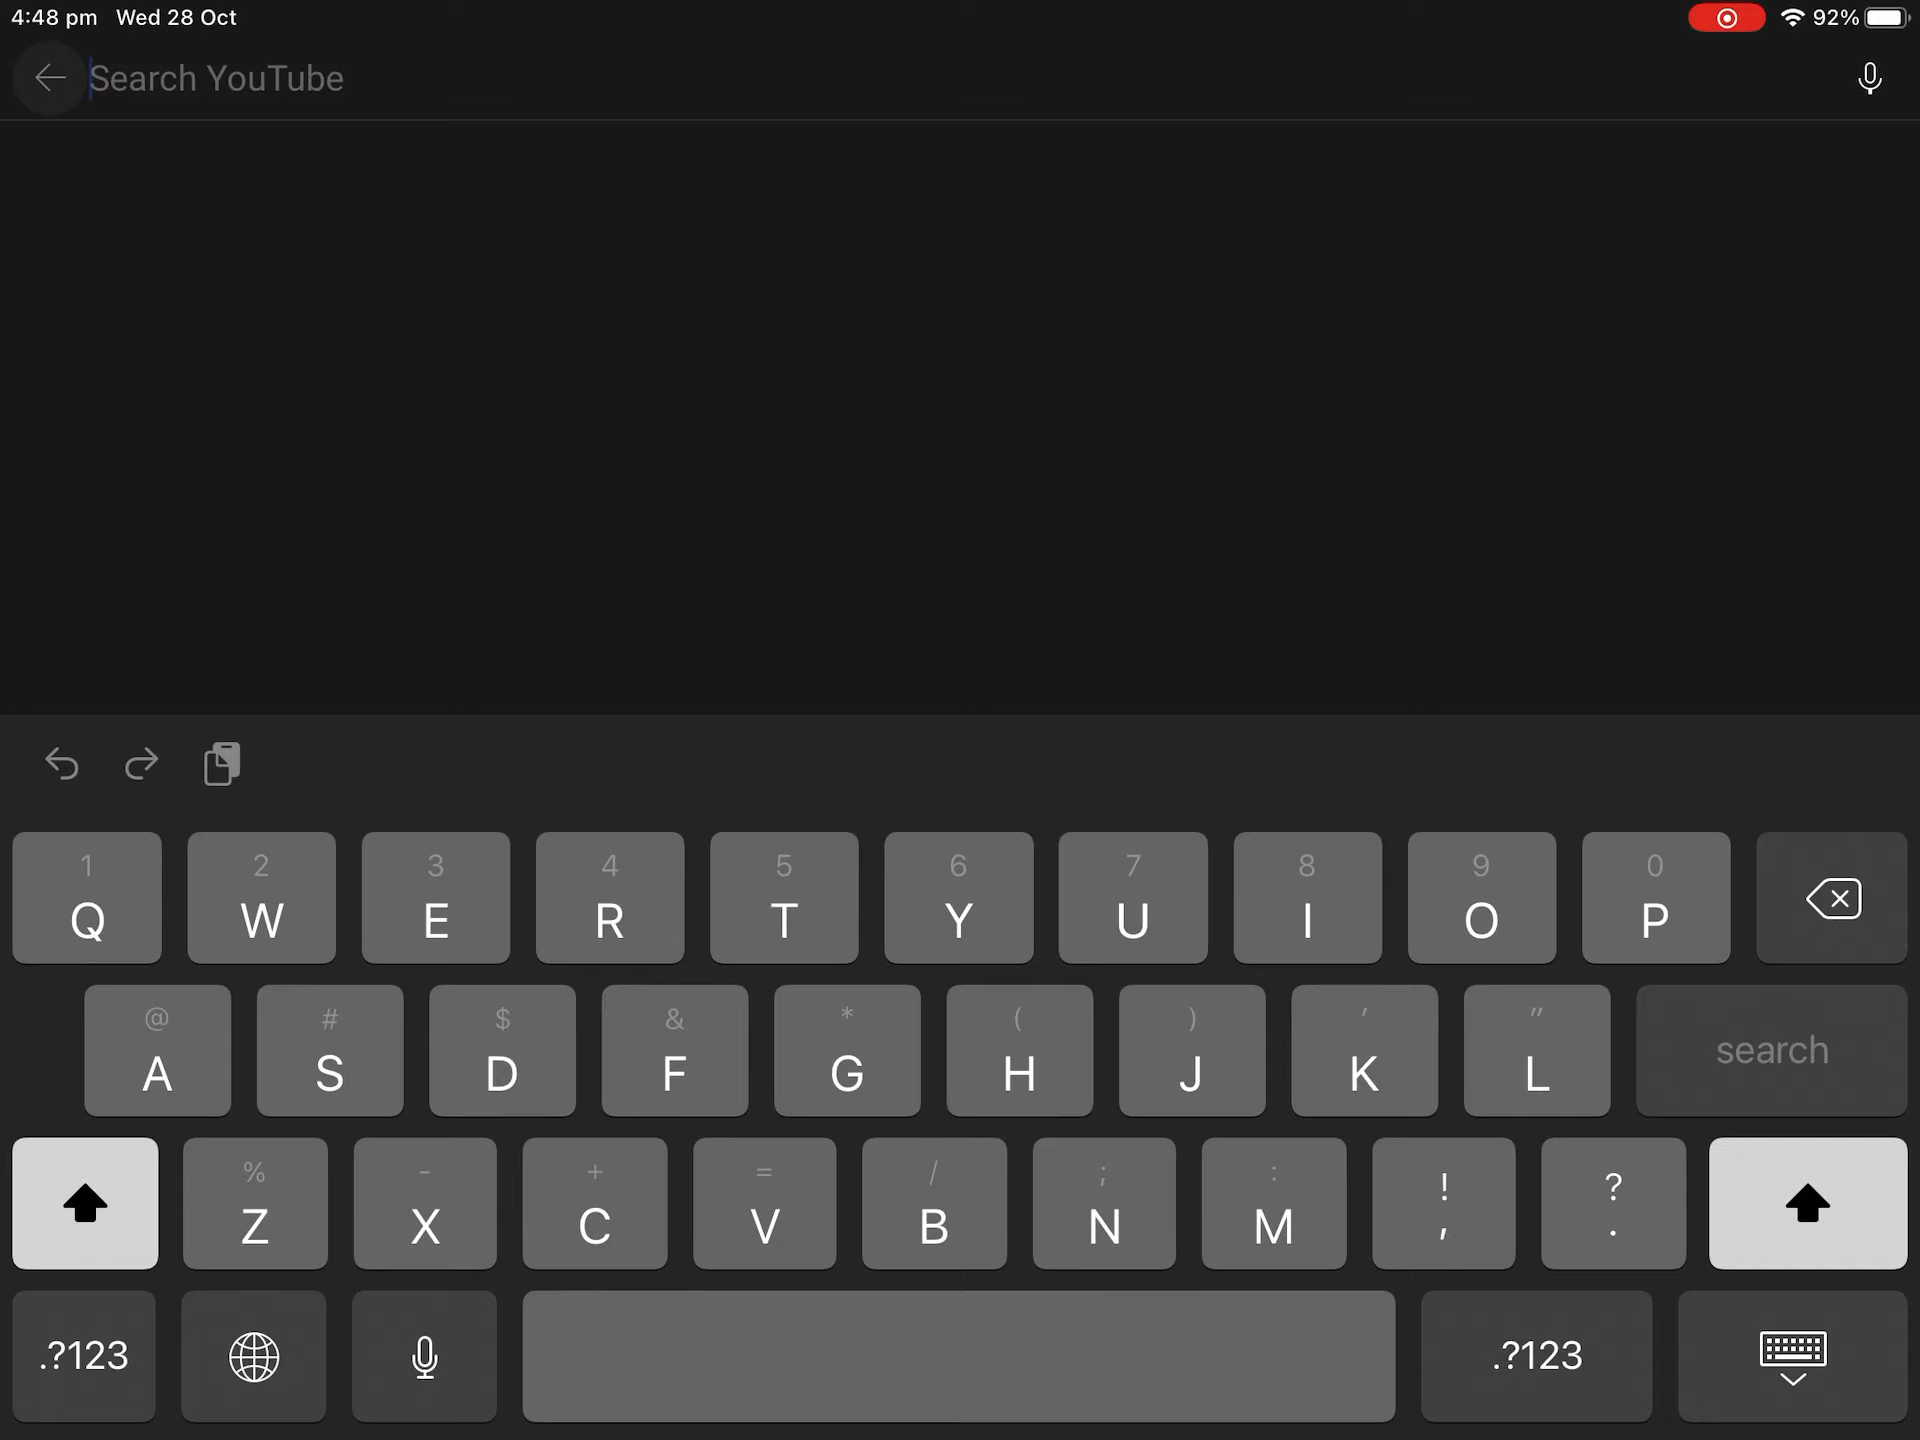 4:48 pm Wed 28 Oct 92%
Search YouTube
1 2 3 4 5 6 7 8 9 0
Q W E R T Y U I O P
@ # $ & * ( ) ' "
A S D F G H J K L search
% - + = / ; : ! ?
Z X C V B N M , .
.?123 .?123